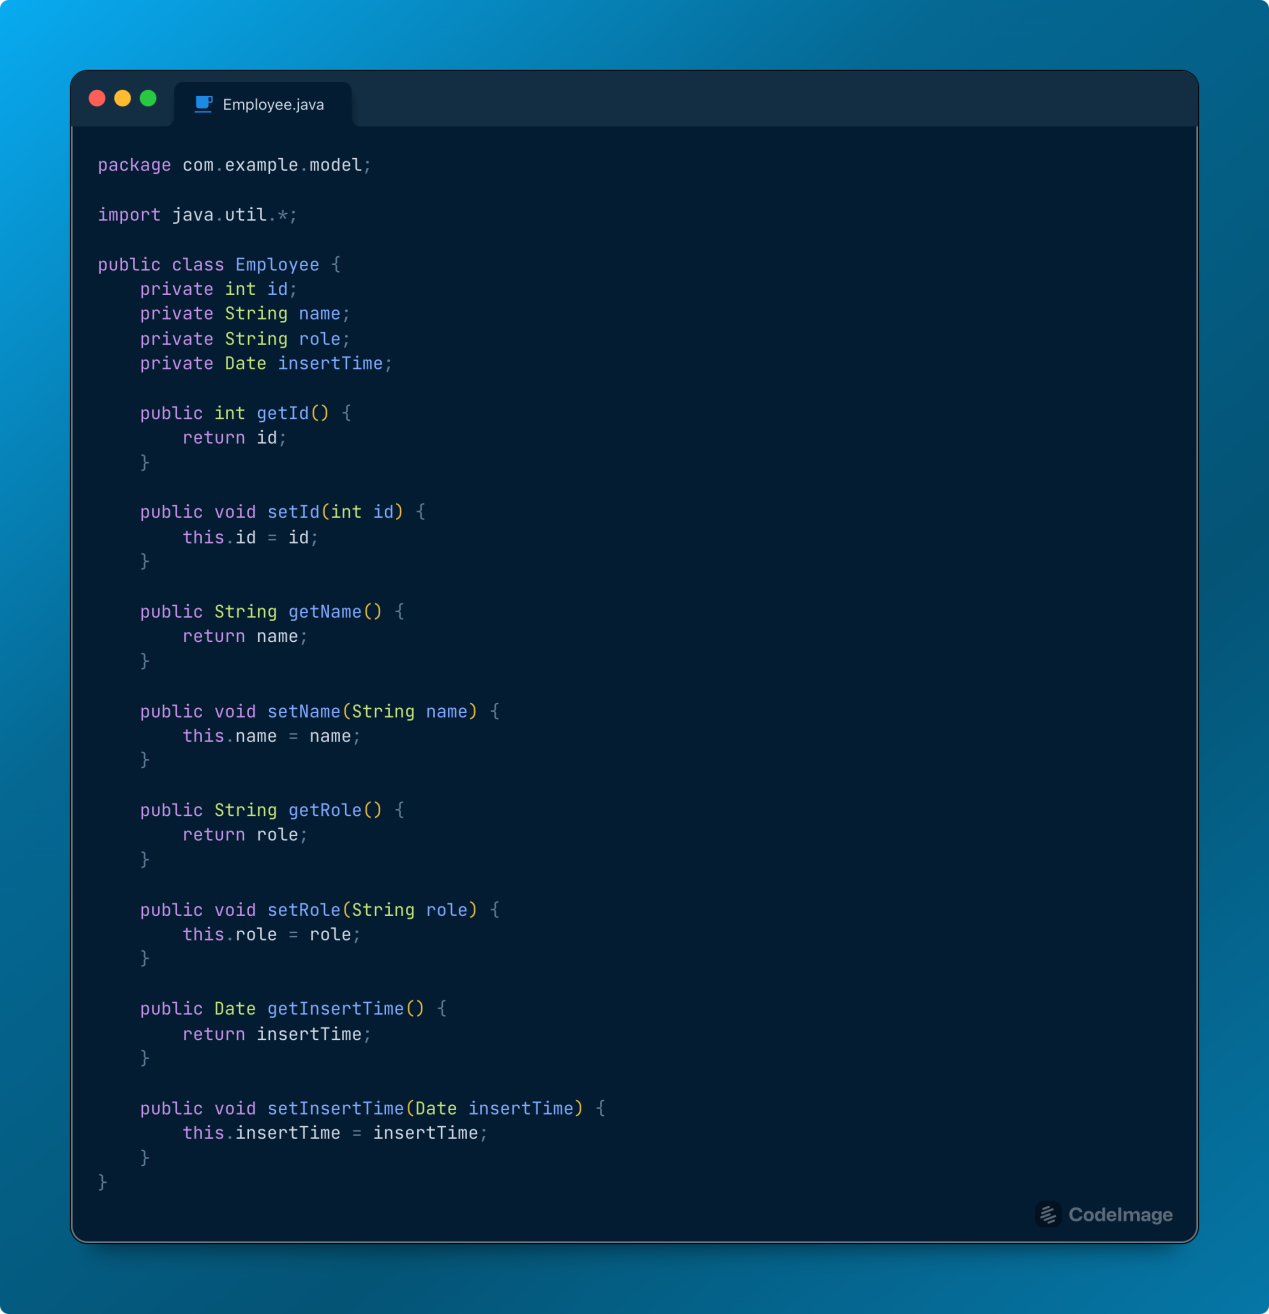 Employee.java
package com.example.model;
import java.util.*;
public class Employee {
    private int id;
    private String name;
    private String role;
    private Date insertTime;
    public int getId() {
        return id;
    }
    public void setId(int id) {
        this.id = id;
    }
    public String getName() {
        return name;
    }
    public void setName(String name) {
        this.name = name;
    }
    public String getRole() {
        return role;
    }
    public void setRole(String role) {
        this.role = role;
    }
    public Date getInsertTime() {
        return insertTime;
    }
    public void setInsertTime(Date insertTime) {
        this.insertTime = insertTime;
    }
}
CodeImage